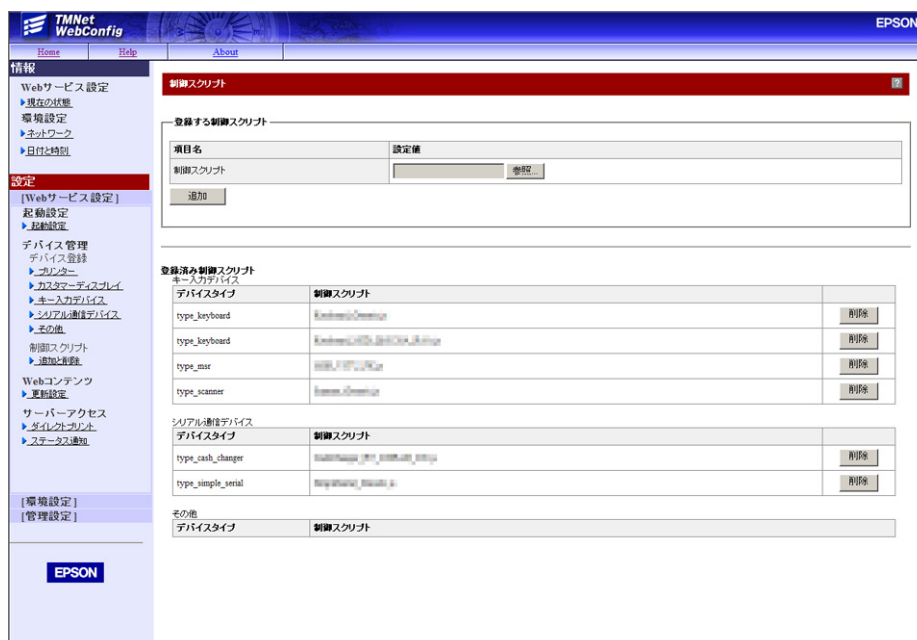 TMNet
WebConfig
EPSON
Home Help About
情報
Webサービス設定
現在の状態
環境設定
ネットワーク
日付と時刻
設定
[Webサービス設定]
起動設定
起動設定
デバイス管理
デバイス登録
プリンター
カスタマーディスプレイ
キー入力デバイス
シリアル通信デバイス
その他
制御スクリプト
追加と削除
Webコンテンツ
更新設定
サーバーアクセス
ダイレクトプリント
ステータス通知
[環境設定]
[管理設定]
EPSON
制御スクリプト ?
登録する制御スクリプト
項目名 設定値
制御スクリプト 参照...
追加
登録済み制御スクリプト
キー入力デバイス
デバイスタイプ 制御スクリプト
type_keyboard 削除
type_keyboard 削除
type_msr 削除
type_scanner 削除
シリアル通信デバイス
デバイスタイプ 制御スクリプト
type_cash_changer 削除
type_simple_serial 削除
その他
デバイスタイプ 制御スクリプト